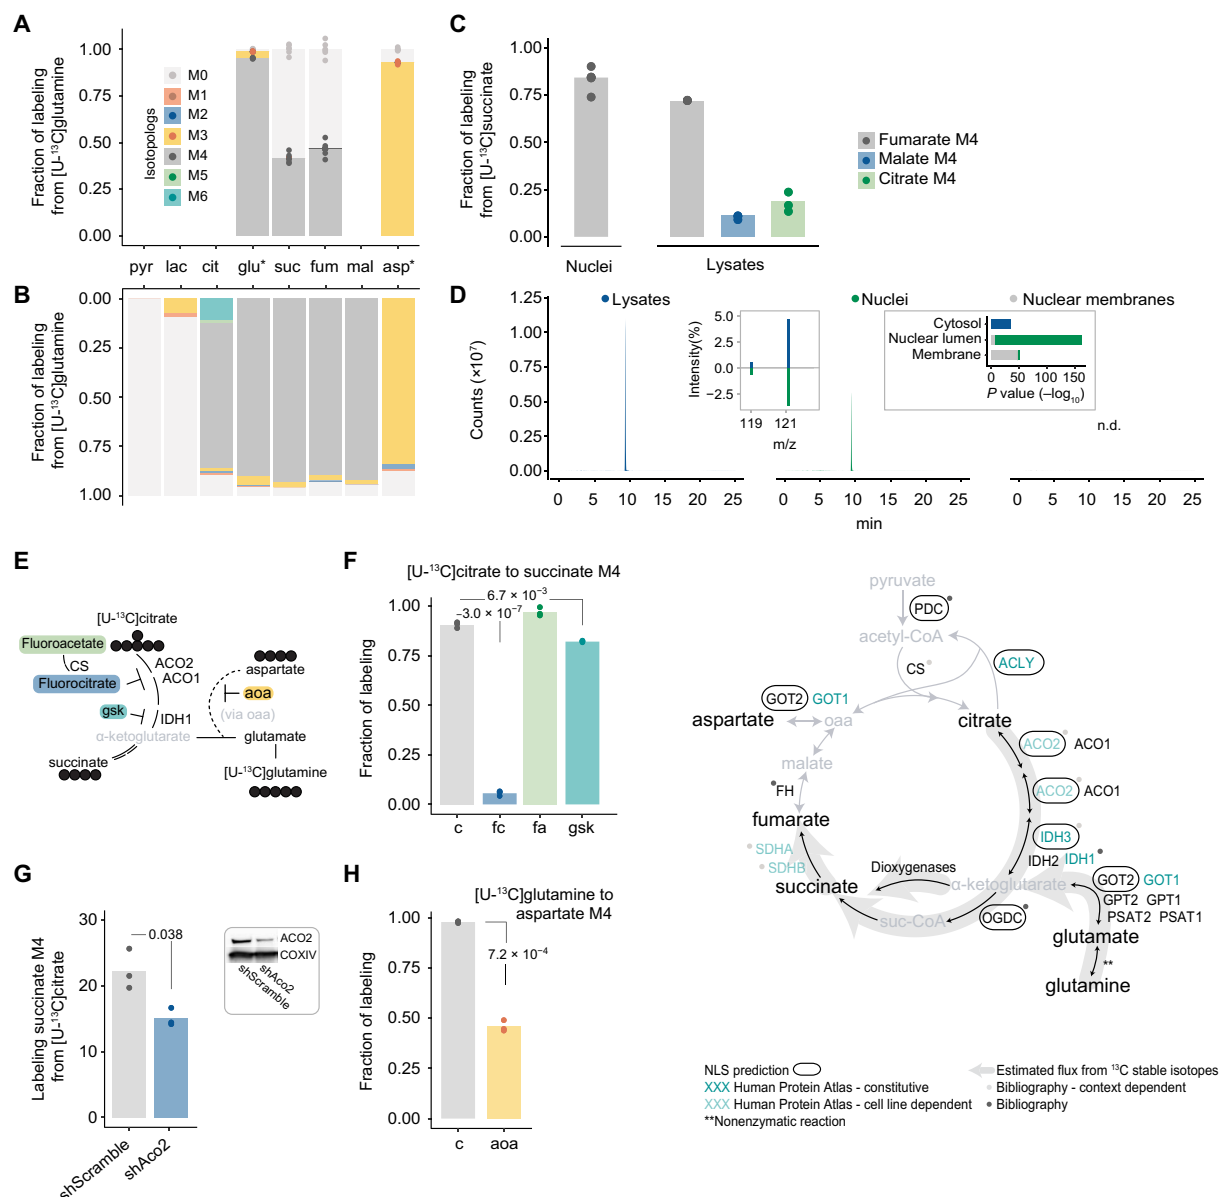 A
Fraction of labeling
from [U-¹³C]glutamine
1.00
0.75
0.50
0.25
0.00
Isotopologs
M0
M1
M2
M3
M4
M5
M6
pyr lac cit glu* suc fum mal asp*
B
Fraction of labeling
from [U-¹³C]glutamine
0.00
0.25
0.50
0.75
1.00
C
Fraction of labeling
from [U-¹³C]succinate
1.00
0.75
0.50
0.25
0.00
Nuclei
Lysates
Fumarate M4
Malate M4
Citrate M4
D
Counts (×10⁷)
1.25
1.00
0.75
0.50
0.25
0.00
Lysates
Nuclei
Nuclear membranes
Intensity(%)
5.0
2.5
0.0
−2.5
119 121
m/z
Cytosol
Nuclear lumen
Membrane
0 50 100 150
P value (–log₁₀)
n.d.
0 5 10 15 20 25
0 5 10 15 20 25
0 5 10 15 20 25
min
E
[U-¹³C]citrate
Fluoroacetate
CS
Fluorocitrate
ACO2
ACO1
gsk
IDH1
α-ketoglutarate
succinate
aspartate
aoa
(via oaa)
glutamate
[U-¹³C]glutamine
F
[U-¹³C]citrate to succinate M4
6.7 × 10⁻³
3.0 × 10⁻⁷
Fraction of labeling
1.00
0.75
0.50
0.25
0.00
c fc fa gsk
G
Labeling succinate M4
from [U-¹³C]citrate
30
20
10
0
0.038
shScramble
shAco2
ACO2
COXIV
shAco2
shScramble
H
[U-¹³C]glutamine to
aspartate M4
7.2 × 10⁻⁴
Fraction of labeling
1.00
0.75
0.50
0.25
0.00
c aoa
pyruvate
PDC
acetyl-CoA
CS
ACLY
GOT2 GOT1
aspartate
oaa
citrate
malate
ACO2 ACO1
FH
ACO2 ACO1
fumarate
IDH3
SDHA
SDHB
IDH2 IDH1
Dioxygenases
succinate
α-ketoglutarate
GOT2 GOT1
GPT2 GPT1
PSAT2 PSAT1
suc-CoA
OGDC
glutamate
**
glutamine
NLS prediction
XXX Human Protein Atlas - constitutive
XXX Human Protein Atlas - cell line dependent
**Nonenzymatic reaction
Estimated flux from ¹³C stable isotopes
Bibliography - context dependent
Bibliography